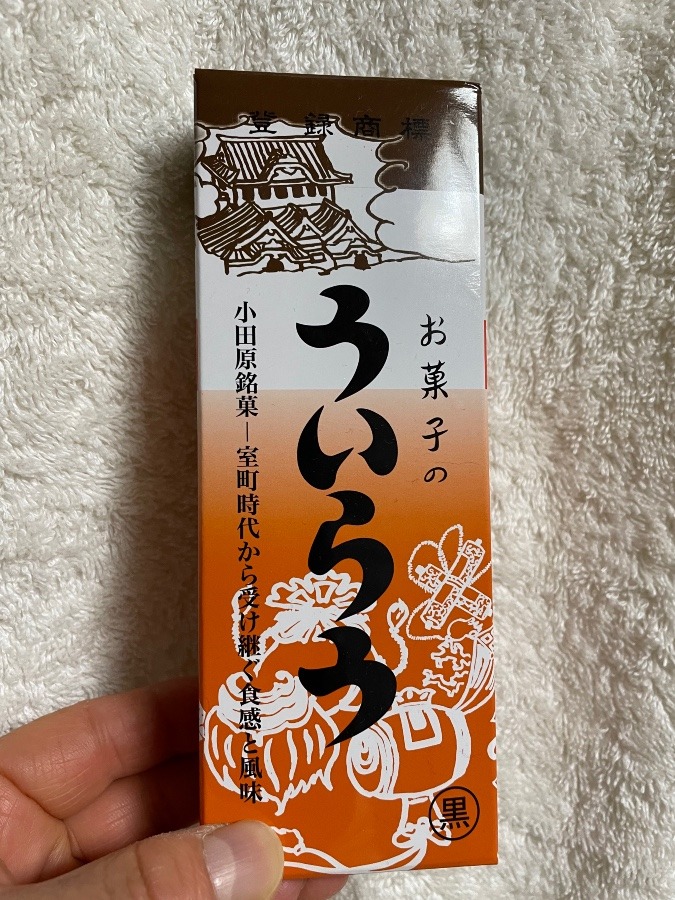 登録商標
お菓子の
ういろう
小田原銘菓―室町時代から受け継ぐ食感と風味
黒